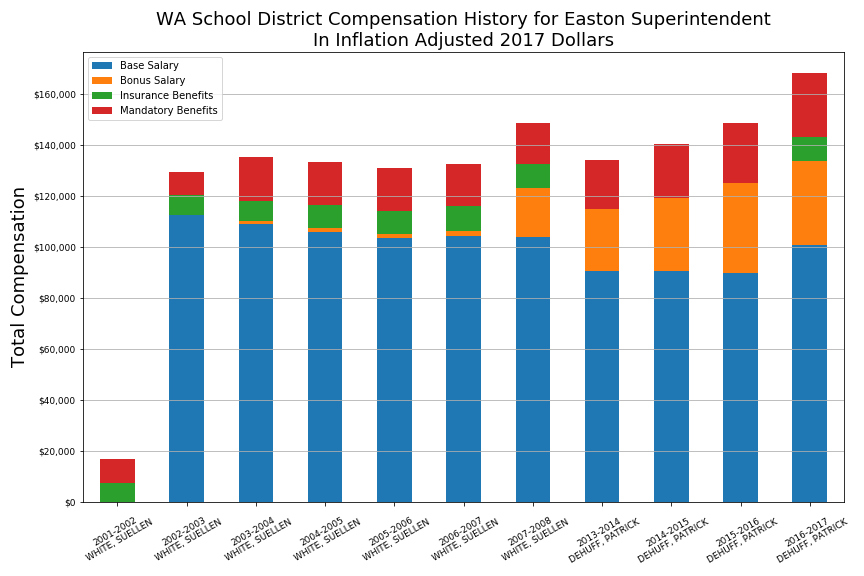 WA School District Compensation History for Easton Superintendent
In Inflation Adjusted 2017 Dollars
Base Salary
Bonus Salary
Insurance Benefits
Mandatory Benefits
Total Compensation
$160,000
$140,000
$120,000
$100,000
$80,000
$60,000
$40,000
$20,000
$0
2001-2002
WHITE, SUELLEN
2002-2003
WHITE, SUELLEN
2003-2004
WHITE, SUELLEN
2004-2005
WHITE, SUELLEN
2005-2006
WHITE, SUELLEN
2006-2007
WHITE, SUELLEN
2007-2008
WHITE, SUELLEN
2013-2014
DEHUFF, PATRICK
2014-2015
DEHUFF, PATRICK
2015-2016
DEHUFF, PATRICK
2016-2017
DEHUFF, PATRICK